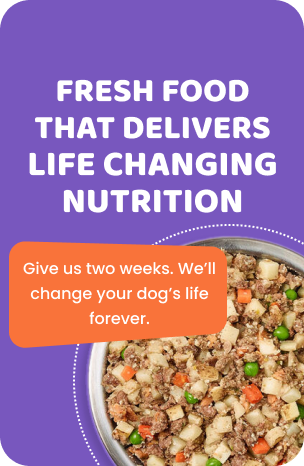 FRESH FOOD
THAT DELIVERS
LIFE CHANGING
NUTRITION
Give us two weeks. We’ll
change your dog’s life
forever.